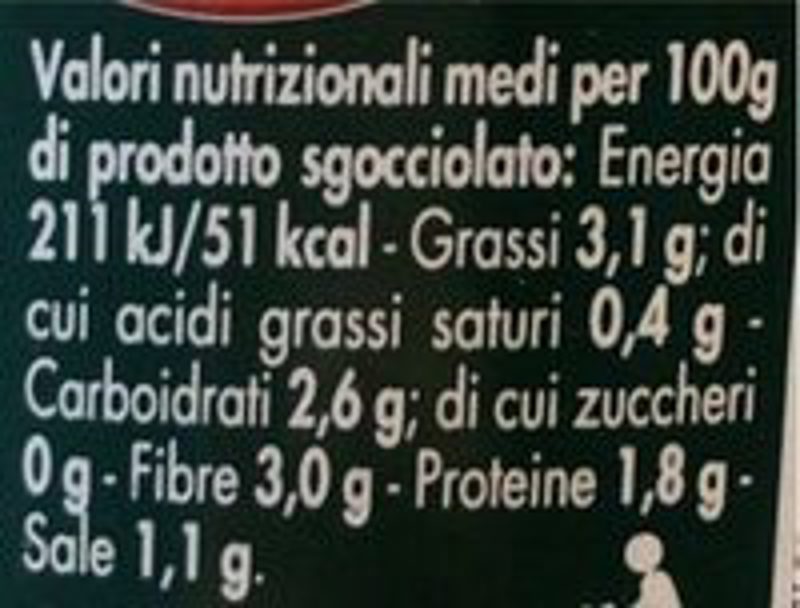 Valori nutrizionali medi per 100g
di prodotto sgocciolato: Energia
211 kJ/51 kcal - Grassi 3,1 g; di
cui acidi grassi saturi 0,4 g -
Carboidrati 2,6 g; di cui zuccheri
0 g - Fibre 3,0 g - Proteine 1,8 g -
Sale 1,1 g.